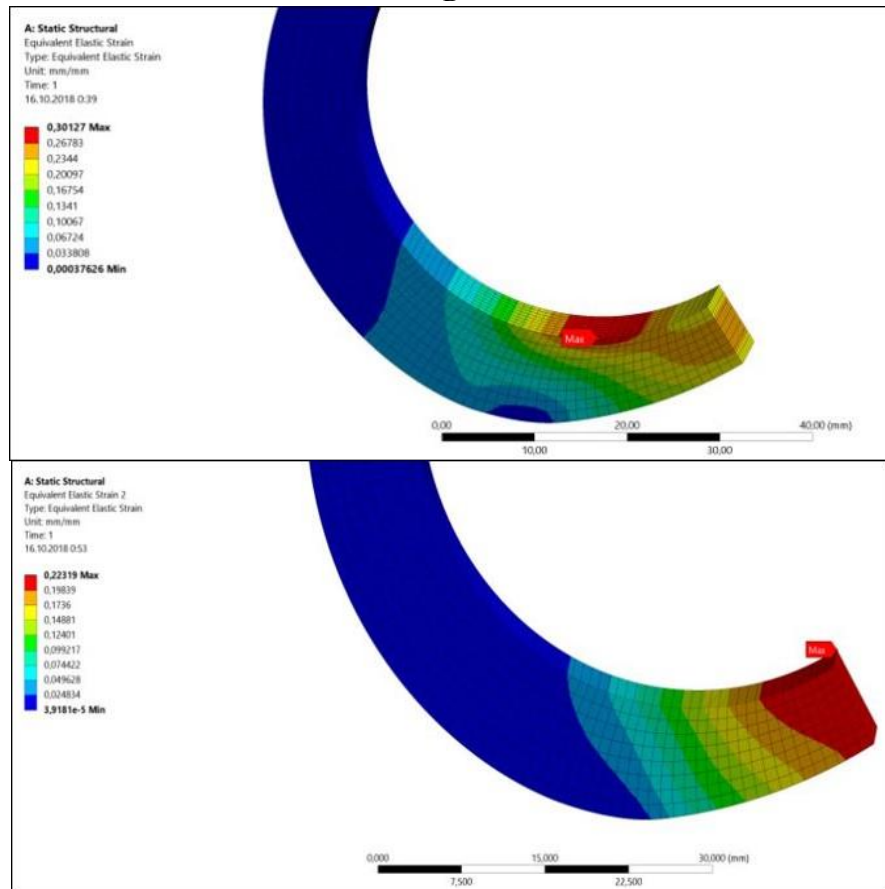 A: Static Structural
Equivalent Elastic Strain
Type: Equivalent Elastic Strain
Unit: mm/mm
Time: 1
16.10.2018 0:39
0,30127 Max
0,26783
0,2344
0,20097
0,16754
0,1341
0,10067
0,06724
0,033808
0,00037626 Min
Max
0,00 20,00 40,00 (mm)
10,00 30,00
A: Static Structural
Equivalent Elastic Strain 2
Type: Equivalent Elastic Strain
Unit: mm/mm
Time: 1
16.10.2018 0:53
0,22319 Max
0,19839
0,1736
0,14881
0,12401
0,099217
0,074422
0,049628
0,024834
3,9181e-5 Min
Max
0,000 15,000 30,000 (mm)
7,500 22,500